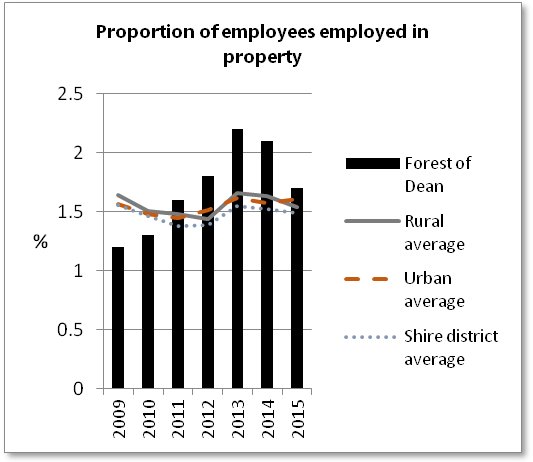 Proportion of employees employed in
property
2.5
2
1.5
1
0.5
0
%
2009
2010
2011
2012
2013
2014
2015
Forest of
Dean
Rural
average
Urban
average
Shire district
average